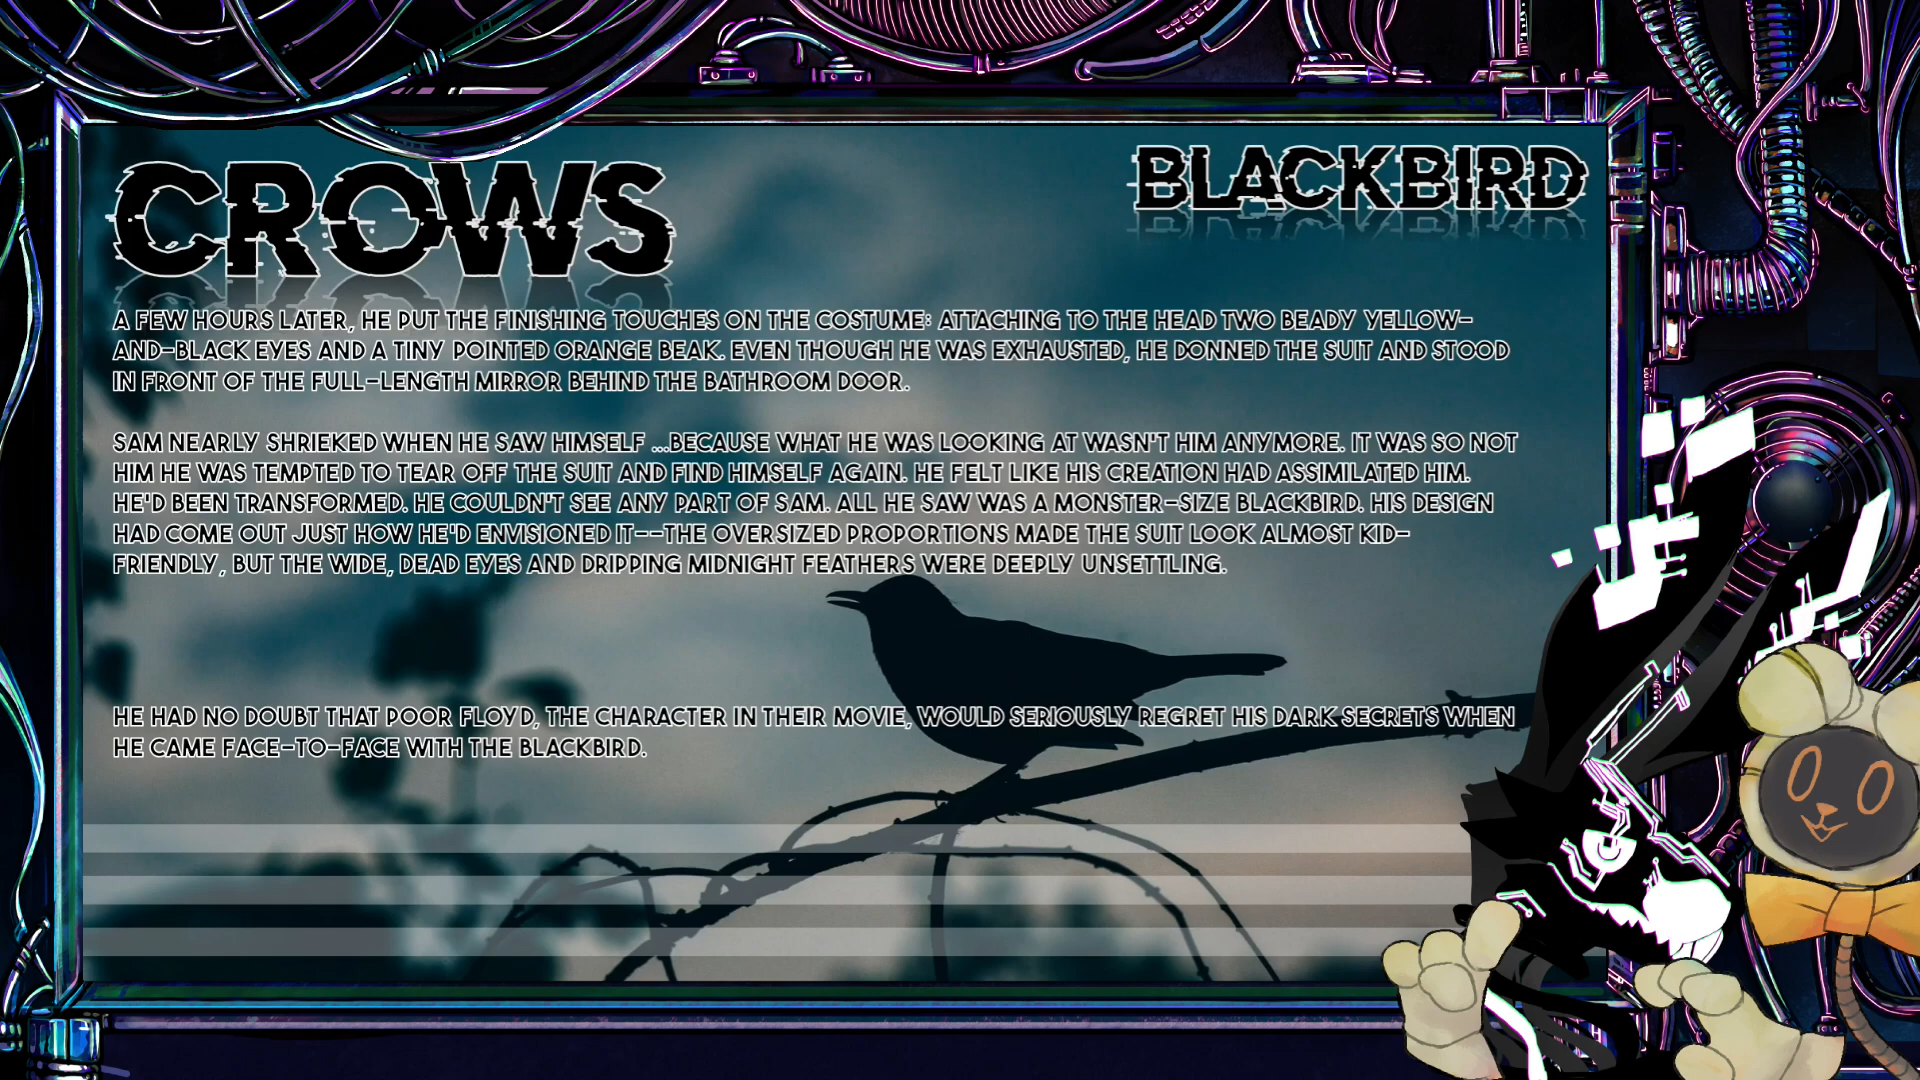 CROWS
BLACKBIRD
A FEW HOURS LATER, HE PUT THE FINISHING TOUCHES ON THE COSTUME: ATTACHING TO THE HEAD TWO BEADY YELLOW-
AND-BLACK EYES AND A TINY POINTED ORANGE BEAK. EVEN THOUGH HE WAS EXHAUSTED, HE DONNED THE SUIT AND STOOD
IN FRONT OF THE FULL-LENGTH MIRROR BEHIND THE BATHROOM DOOR.
SAM NEARLY SHRIEKED WHEN HE SAW HIMSELF ...BECAUSE WHAT HE WAS LOOKING AT WASN'T HIM ANYMORE. IT WAS SO NOT
HIM HE WAS TEMPTED TO TEAR OFF THE SUIT AND FIND HIMSELF AGAIN. HE FELT LIKE HIS CREATION HAD ASSIMILATED HIM.
HE'D BEEN TRANSFORMED. HE COULDN'T SEE ANY PART OF SAM. ALL HE SAW WAS A MONSTER-SIZE BLACKBIRD. HIS DESIGN
HAD COME OUT JUST HOW HE'D ENVISIONED IT--THE OVERSIZED PROPORTIONS MADE THE SUIT LOOK ALMOST KID-
FRIENDLY, BUT THE WIDE, DEAD EYES AND DRIPPING MIDNIGHT FEATHERS WERE DEEPLY UNSETTLING.
HE HAD NO DOUBT THAT POOR FLOYD, THE CHARACTER IN THEIR MOVIE, WOULD SERIOUSLY REGRET HIS DARK SECRETS WHEN
HE CAME FACE-TO-FACE WITH THE BLACKBIRD.